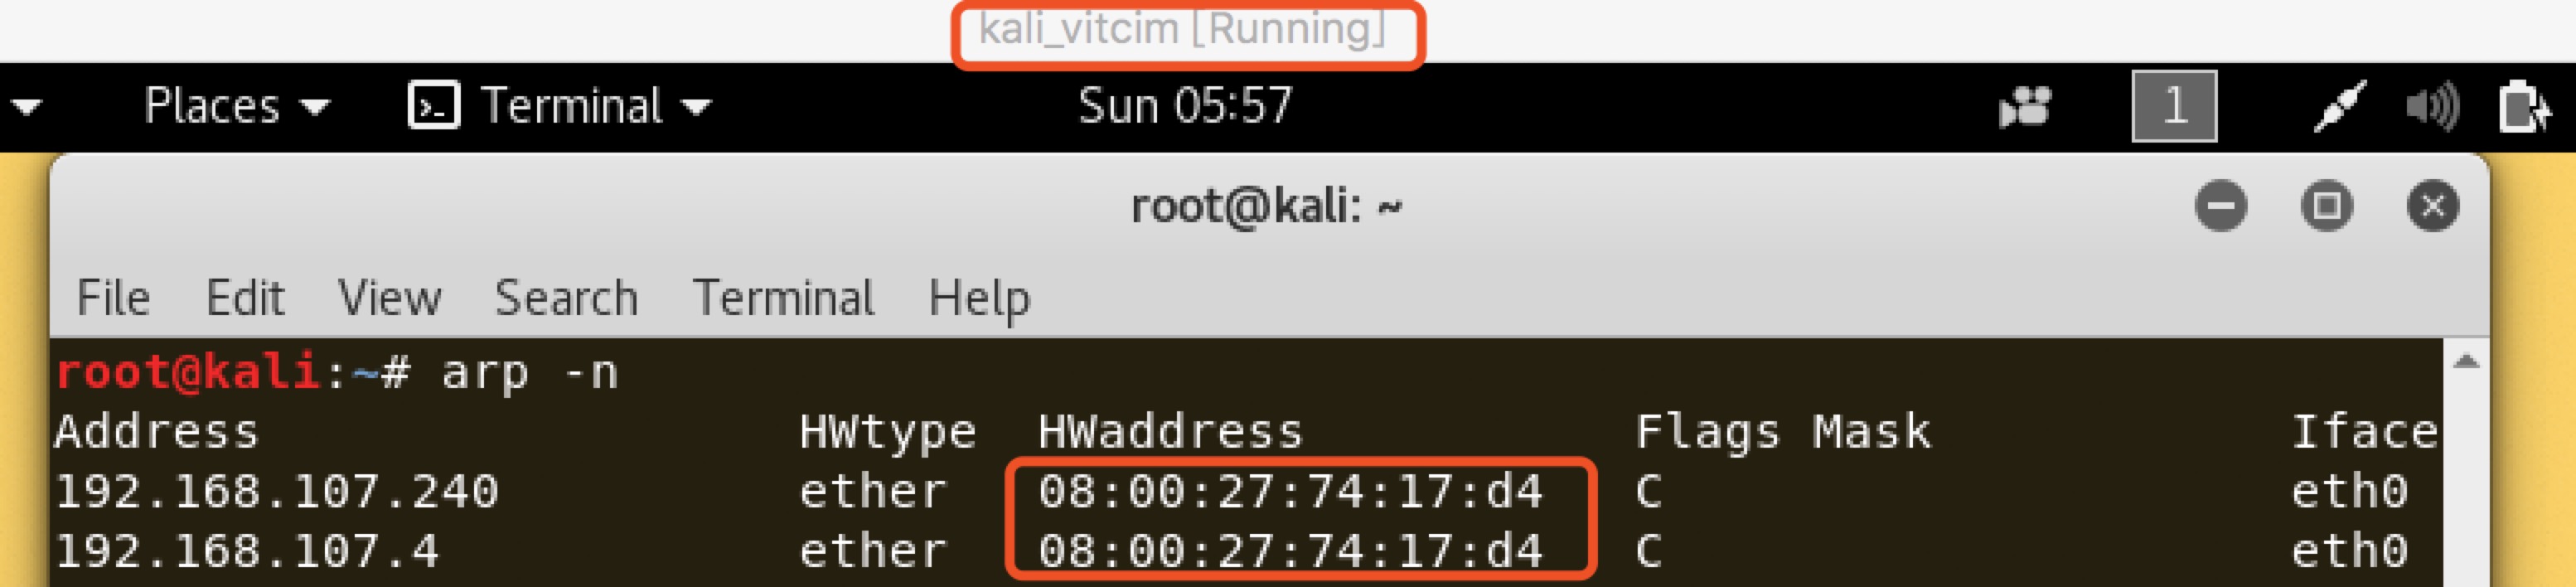 kali_vitcim [Running]
Places Terminal Sun 05:57 1
root@kali: ~
File Edit View Search Terminal Help
root@kali:~# arp -n
Address HWtype HWaddress Flags Mask Iface
192.168.107.240 ether 08:00:27:74:17:d4 C eth0
192.168.107.4 ether 08:00:27:74:17:d4 C eth0